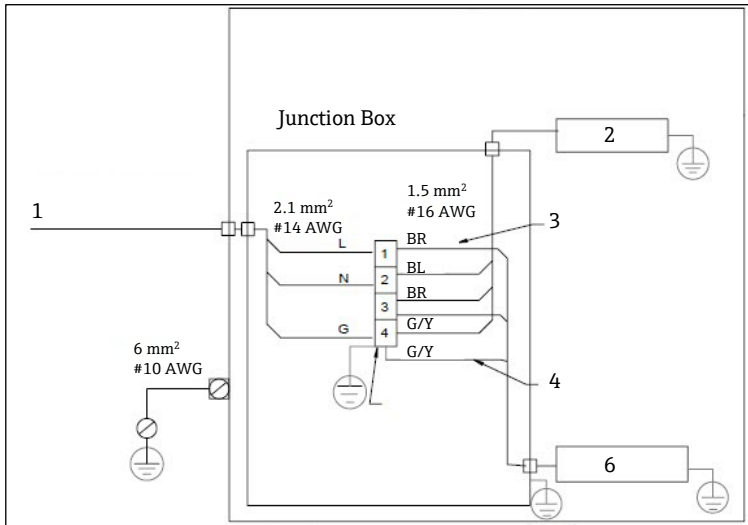 Junction Box
2
1
2.1 mm²
#14 AWG
1.5 mm²
#16 AWG
3
L
N
G
1
2
3
4
BR
BL
BR
G/Y
G/Y
4
6 mm²
#10 AWG
6